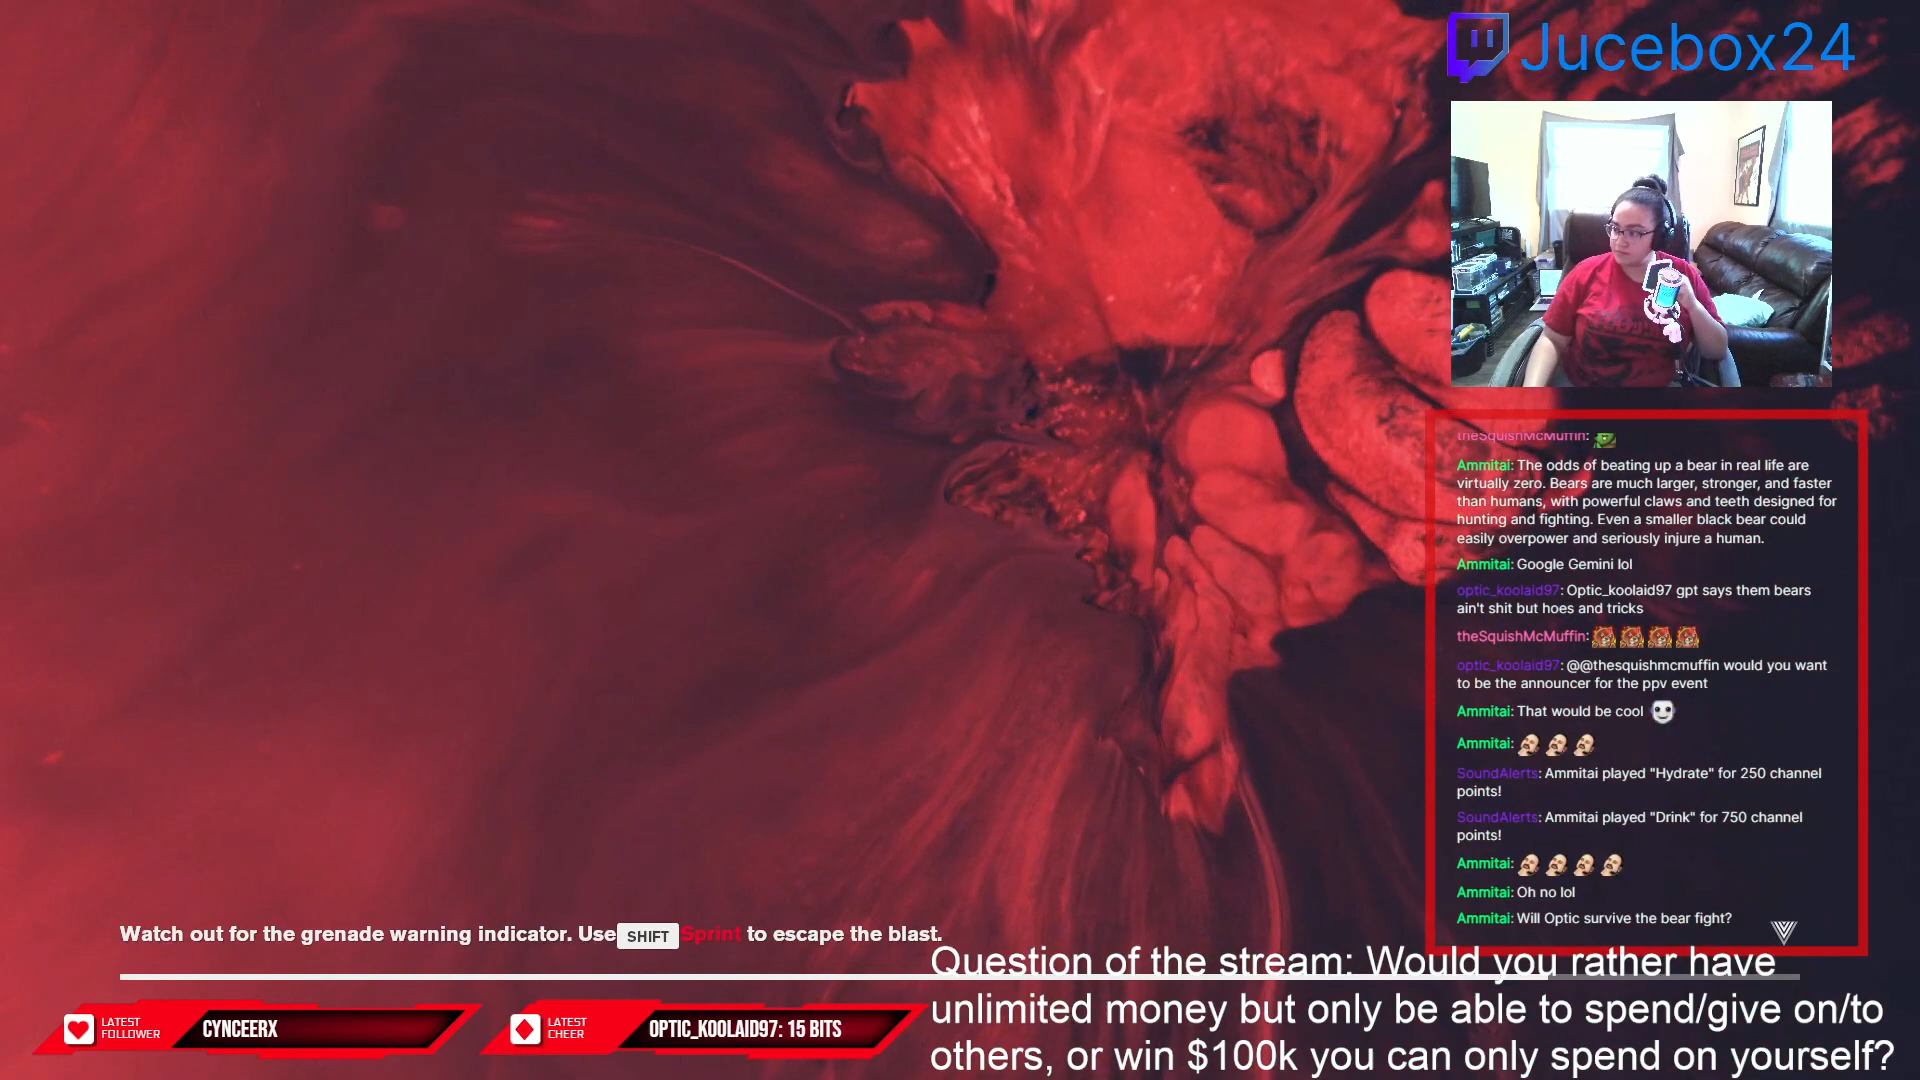 Jucebox24
theSquishMcMuffin:
Ammitai: The odds of beating up a bear in real life are
virtually zero. Bears are much larger, stronger, and faster
than humans, with powerful claws and teeth designed for
hunting and fighting. Even a smaller black bear could
easily overpower and seriously injure a human.
Ammitai: Google Gemini lol
optic_koolaid97: Optic_koolaid97 gpt says them bears
ain't shit but hoes and tricks
theSquishMcMuffin:
optic_koolaid97: @@thesquishmcmuffin would you want
to be the announcer for the ppv event
Ammitai: That would be cool
Ammitai:
SoundAlerts: Ammitai played "Hydrate" for 250 channel
points!
SoundAlerts: Ammitai played "Drink" for 750 channel
points!
Ammitai:
Ammitai: Oh no lol
Ammitai: Will Optic survive the bear fight?
Watch out for the grenade warning indicator. Use SHIFT Sprint to escape the blast.
Question of the stream: Would you rather have
unlimited money but only be able to spend/give on/to
others, or win $100k you can only spend on yourself?
LATEST
FOLLOWER
CYNCEERX
LATEST
CHEER
OPTIC_KOOLAID97: 15 BITS